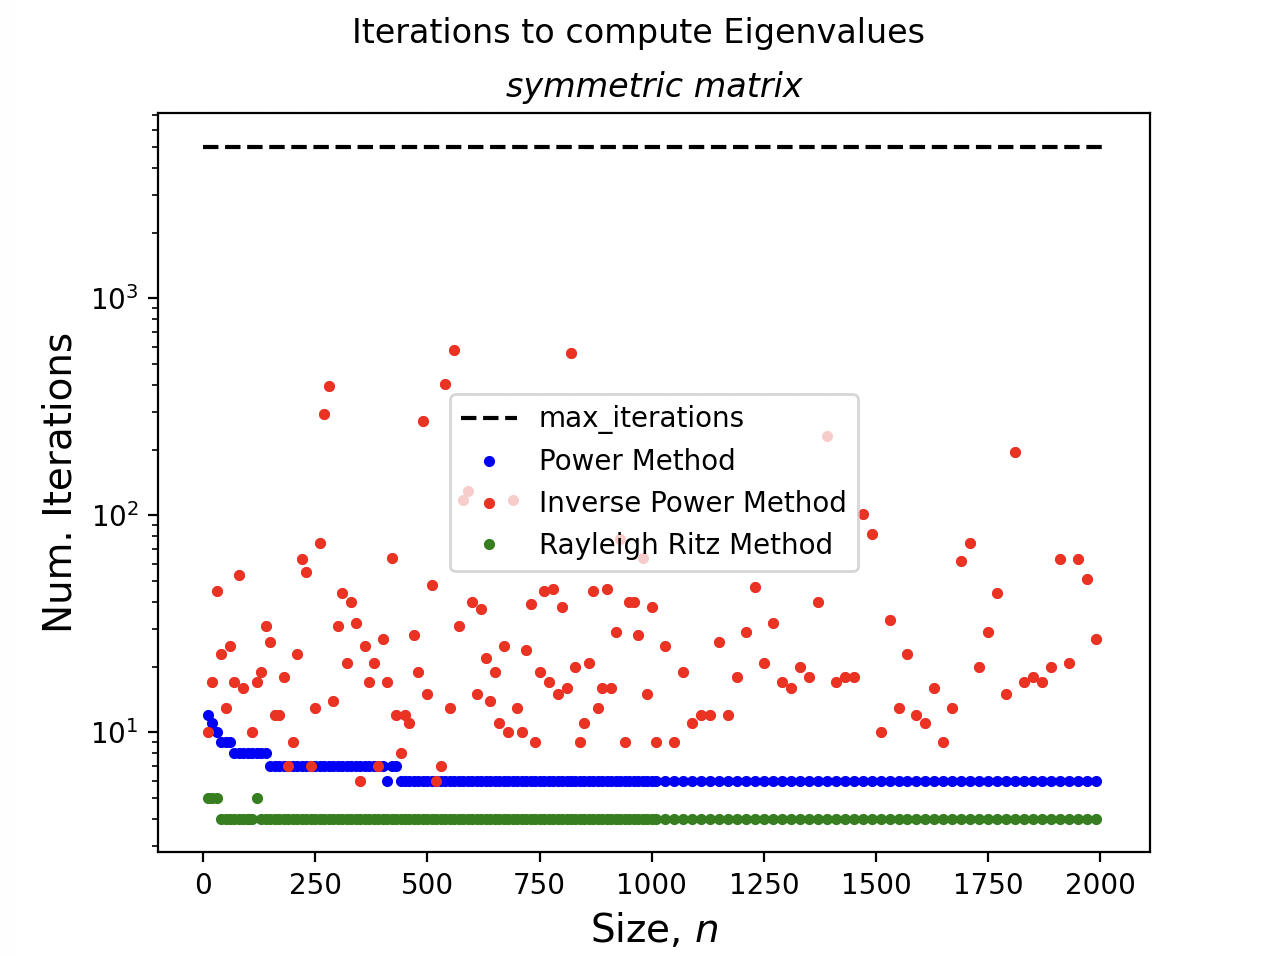 Iterations to compute Eigenvalues
symmetric matrix
Num. Iterations
10³
10²
10¹
max_iterations
Power Method
Inverse Power Method
Rayleigh Ritz Method
0 250 500 750 1000 1250 1500 1750 2000
Size, n